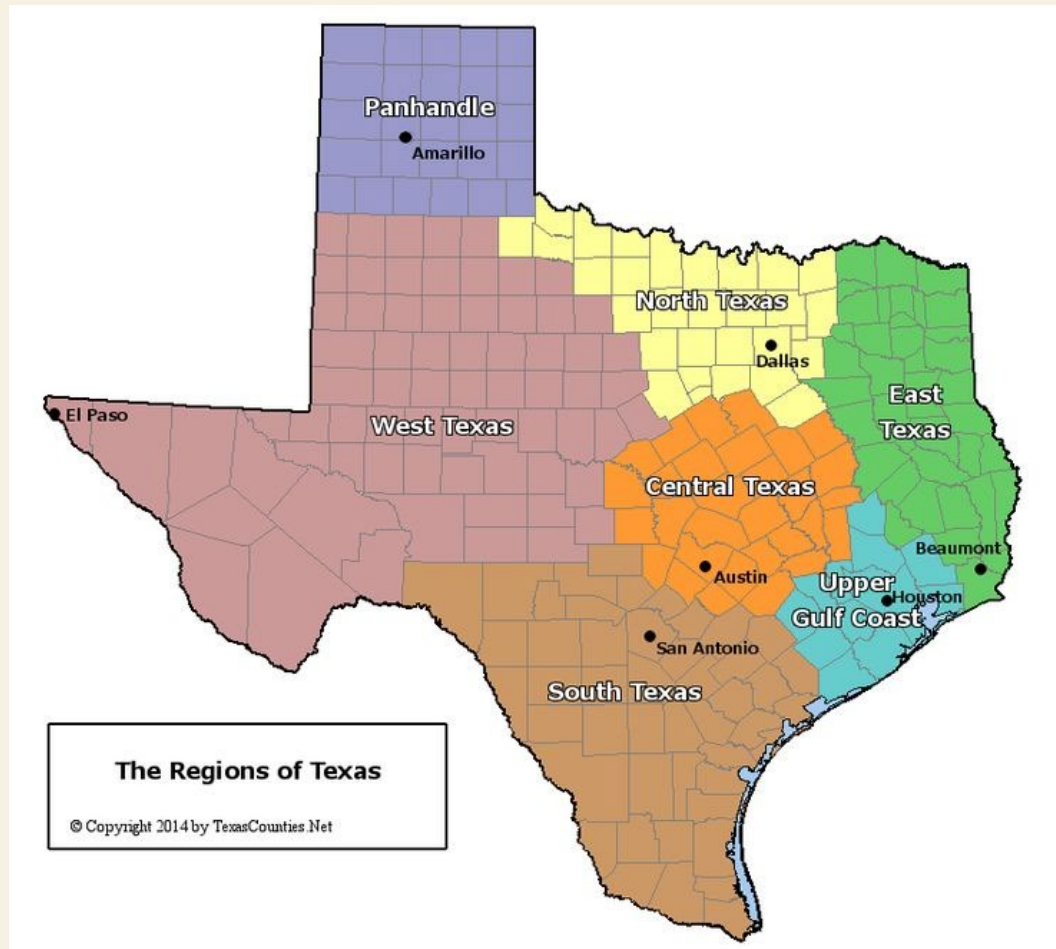 Panhandle
Amarillo
North Texas
Dallas
El Paso
West Texas
East
Texas
Central Texas
Beaumont
Austin
Upper
Houston
Gulf Coast
San Antonio
South Texas
The Regions of Texas
© Copyright 2014 by TexasCounties.Net